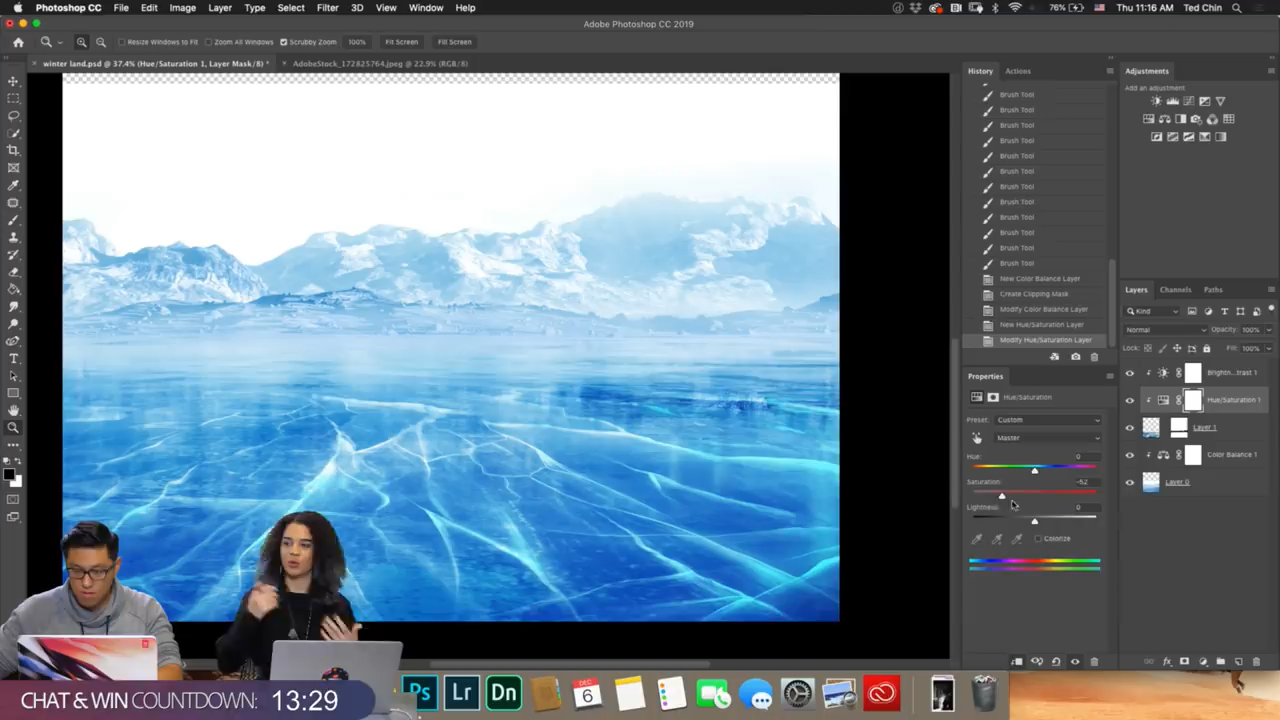 Photoshop CC File Edit Image Layer Type Select Filter 3D View Window Help
76% Thu 11:16 AM Ted Chin
Adobe Photoshop CC 2019
Resize Windows to Fit Zoom All Windows Scrubby Zoom 100% Fit Screen Fill Screen
winter land.psd @ 37.4% (Hue/Saturation 1, Layer Mask/8) *
AdobeStock_172825764.jpeg @ 22.9% (RGB/8)
History Actions
Brush Tool
Brush Tool
Brush Tool
Brush Tool
Brush Tool
Brush Tool
Brush Tool
Brush Tool
Brush Tool
Brush Tool
Brush Tool
Brush Tool
New Color Balance Layer
Create Clipping Mask
Modify Color Balance Layer
New Hue/Saturation Layer
Modify Hue/Saturation Layer
Properties
Hue/Saturation
Preset: Custom
Master
Hue: 0
Saturation: -52
Lightness: 0
Colorize
Adjustments
Add an adjustment
Layers Channels Paths
Kind
Normal Opacity: 100%
Lock: Fill: 100%
Brightn...trast 1
Hue/Saturation 1
Layer 1
Color Balance 1
Layer 0
CHAT & WIN COUNTDOWN: 13:29
Ps Lr Dn
DEC
6